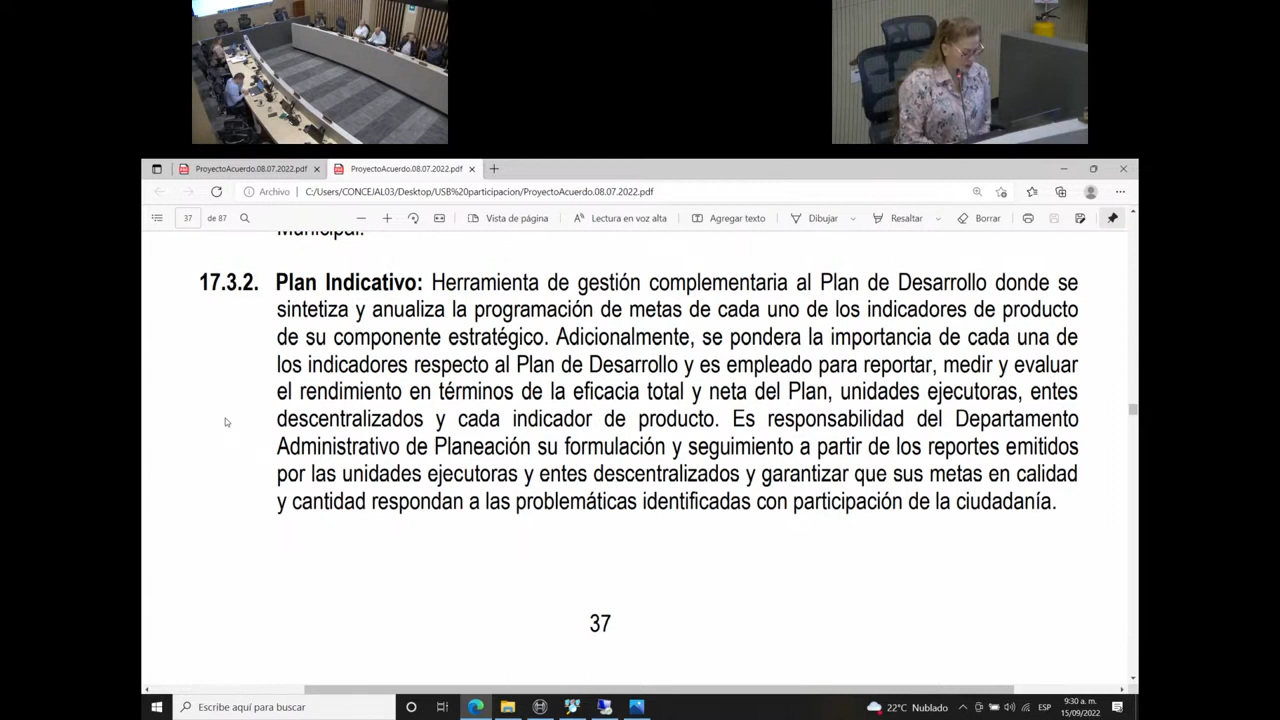 ProyectoAcuerdo.08.07.2022.pdf
ProyectoAcuerdo.08.07.2022.pdf
Archivo
C:/Users/CONCEJAL03/Desktop/USB%20participacion/ProyectoAcuerdo.08.07.2022.pdf
37 de 87
Vista de página
Lectura en voz alta
Agregar texto
Dibujar
Resaltar
Borrar
Municipal.
17.3.2. Plan Indicativo: Herramienta de gestión complementaria al Plan de Desarrollo donde se
sintetiza y anualiza la programación de metas de cada uno de los indicadores de producto
de su componente estratégico. Adicionalmente, se pondera la importancia de cada una de
los indicadores respecto al Plan de Desarrollo y es empleado para reportar, medir y evaluar
el rendimiento en términos de la eficacia total y neta del Plan, unidades ejecutoras, entes
descentralizados y cada indicador de producto. Es responsabilidad del Departamento
Administrativo de Planeación su formulación y seguimiento a partir de los reportes emitidos
por las unidades ejecutoras y entes descentralizados y garantizar que sus metas en calidad
y cantidad respondan a las problemáticas identificadas con participación de la ciudadanía.
37
Escribe aquí para buscar
22°C Nublado
ESP
9:30 a. m.
15/09/2022